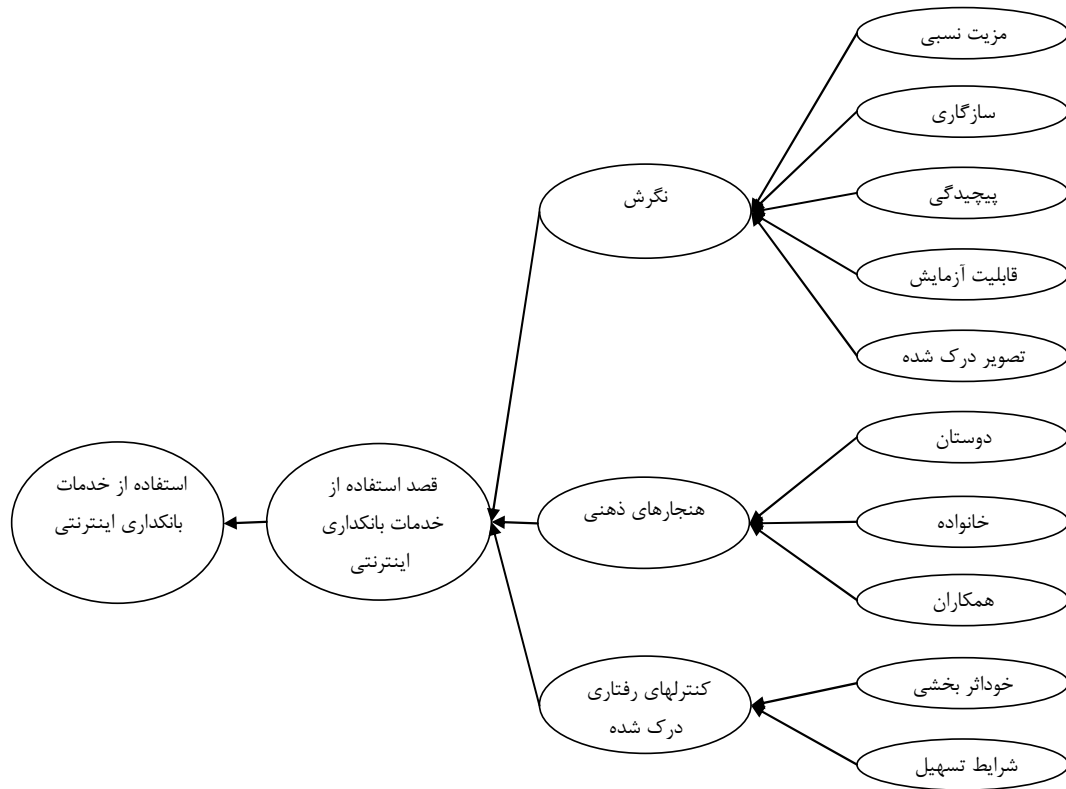 مزیت نسبی
سازگاری
پیچیدگی
قابلیت آزمایش
تصویر درک شده
دوستان
خانواده
همکاران
خوداثر بخشی
شرایط تسهیل
نگرش
هنجارهای ذهنی
کنترلهای رفتاری
درک شده
قصد استفاده از
خدمات بانکداری
اینترنتی
استفاده از خدمات
بانکداری اینترنتی